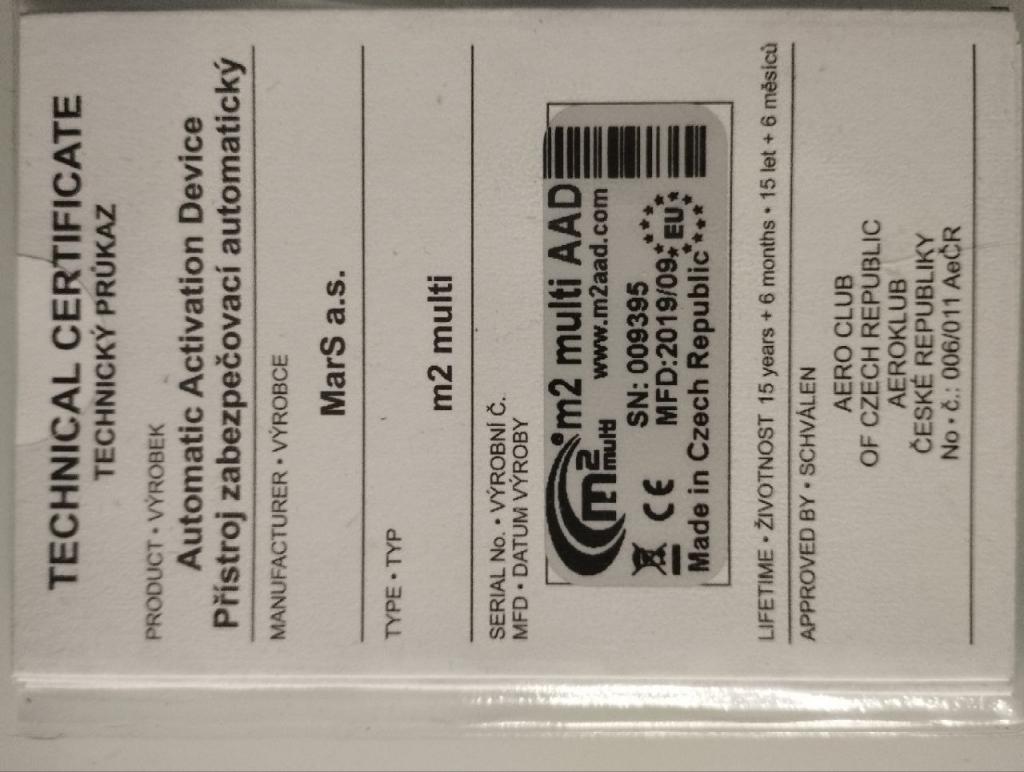 TECHNICAL CERTIFICATE
TECHNICKÝ PRŮKAZ
PRODUCT • VÝROBEK
Automatic Activation Device
Přístroj zabezpečovací automatický
MANUFACTURER • VÝROBCE
MarS a.s.
TYPE • TYP
m2 multi
SERIAL No. • VÝROBNÍ Č.
MFD • DATUM VÝROBY
m2 multi
m2 multi AAD
www.m2aad.com
CE SN: 009395
MFD:2019/09 EU
Made in Czech Republic
LIFETIME • ŽIVOTNOST 15 years + 6 months • 15 let + 6 měsíců
APPROVED BY • SCHVÁLEN
AERO CLUB
OF CZECH REPUBLIC
AEROKLUB
ČESKÉ REPUBLIKY
No • č.: 006/011 AeČR